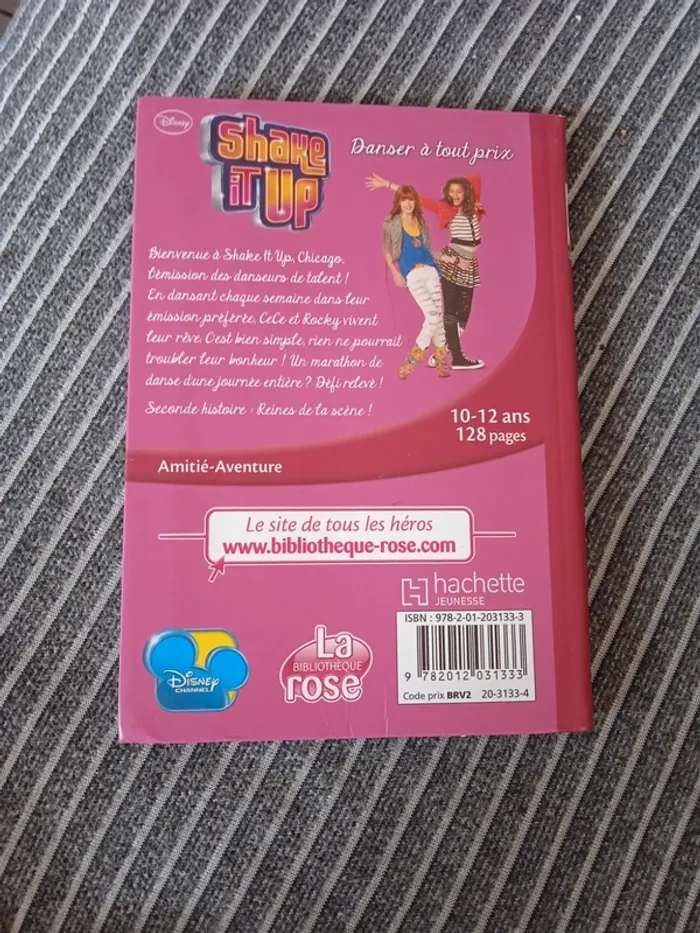 Disney
Shake
it Up
Danser à tout prix
Bienvenue à Shake It Up, Chicago,
l'émission des danseurs de talent !
En dansant chaque semaine dans leur
émission préférée, CeCe et Rocky vivent
leur rêve. C'est bien simple, rien ne pourrait
troubler leur bonheur ! Un marathon de
danse d'une journée entière ? Défi relevé !
Seconde histoire : Reines de la scène !
10-12 ans
128 pages
Amitié-Aventure
Le site de tous les héros
www.bibliotheque-rose.com
hachette
JEUNESSE
ISBN : 978-2-01-203133-3
9 782012 031333
Code prix BRV2 20-3133-4
Disney
CHANNEL
La
BIBLIOTHÈQUE
rose